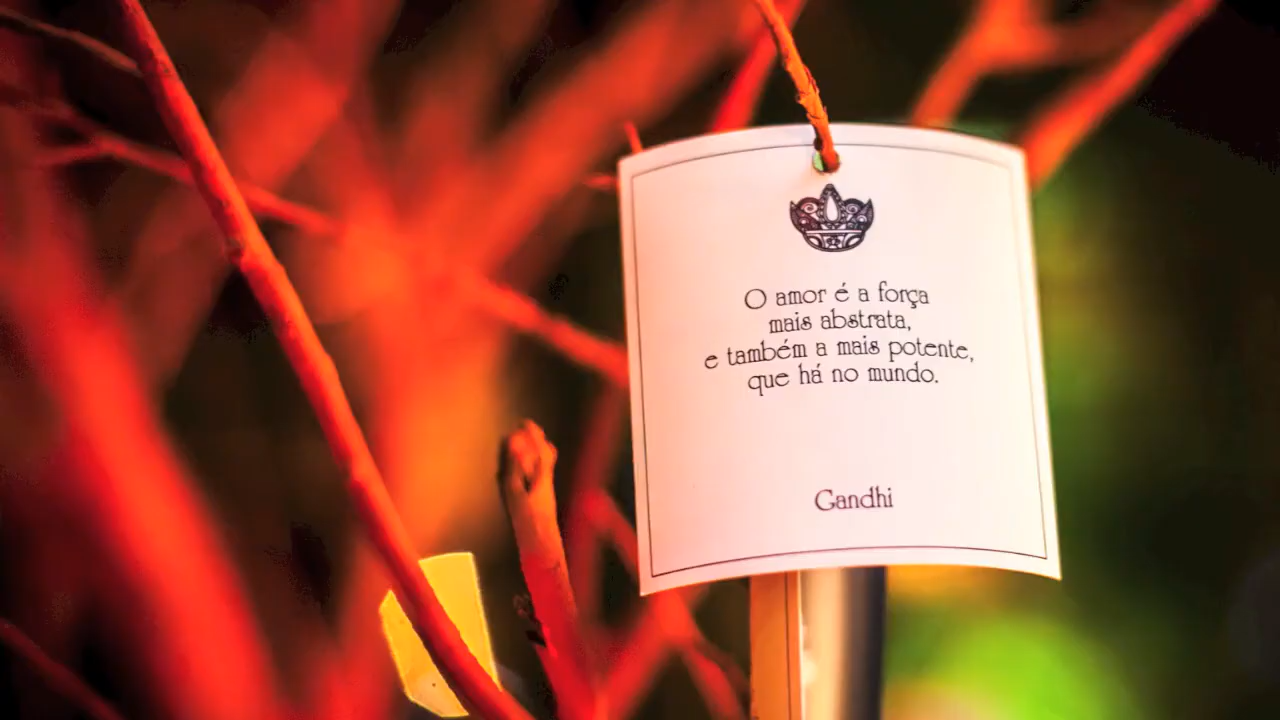 O amor é a força
mais abstrata,
e também a mais potente,
que há no mundo.
Gandhi